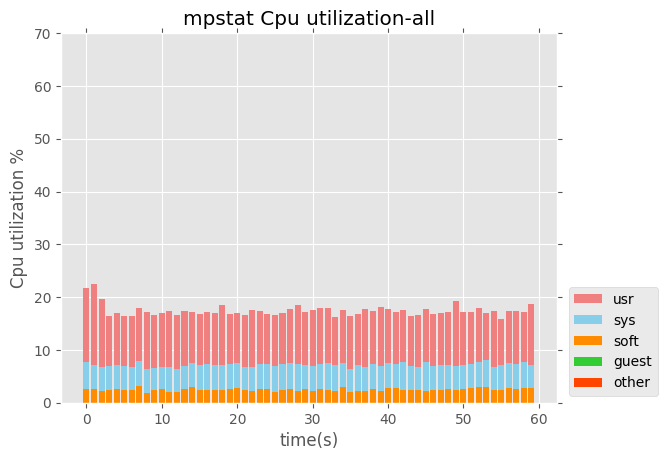 mpstat Cpu utilization-all
70
60
50
40
30
20
10
0
Cpu utilization %
0 10 20 30 40 50 60
time(s)
usr
sys
soft
guest
other